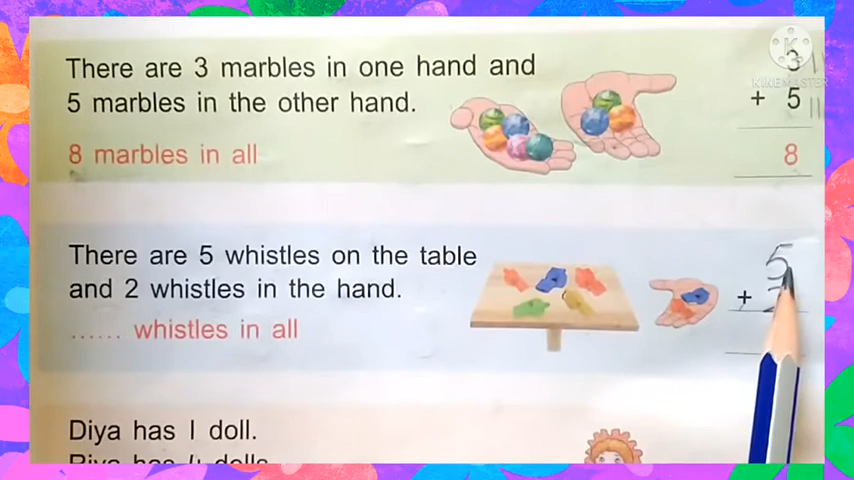 There are 3 marbles in one hand and
5 marbles in the other hand.
8 marbles in all
3
+ 5
8
KINEMASTER
There are 5 whistles on the table
and 2 whistles in the hand.
...... whistles in all
5
+
Diya has 1 doll.